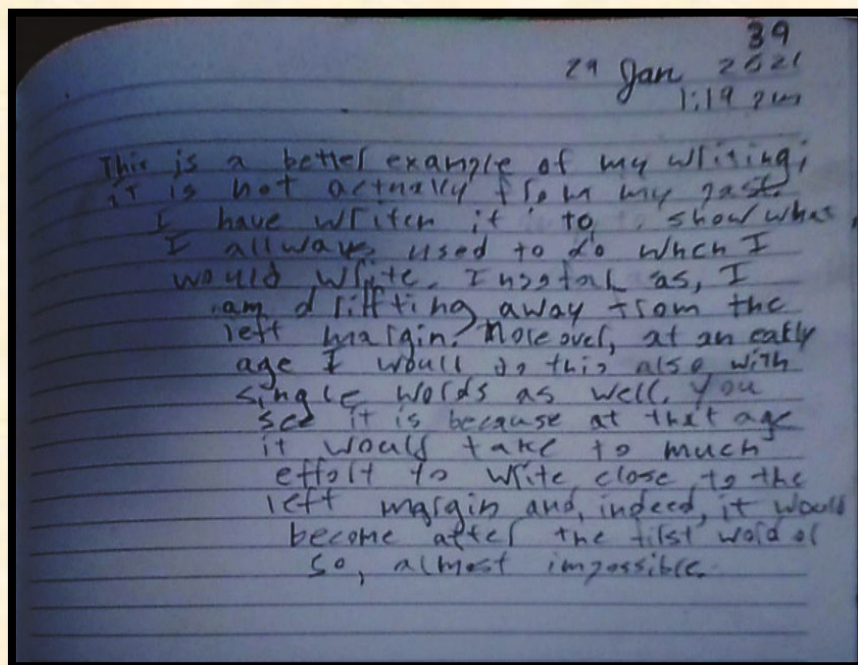 39
29 Jan 2021
1:19 pm
This is a better example of my writing;
it is not actually from my past.
I have writen it to show what
I allways used to do when I
would write. Insofar as, I
am driffting away from the
left margin. Moreover, at an early
age I would do this also with
single words as well. You
see it is because at that age
it would take to much
effort to write close to the
left margin and, indeed, it would
become after the first word or
so, almost impossible.